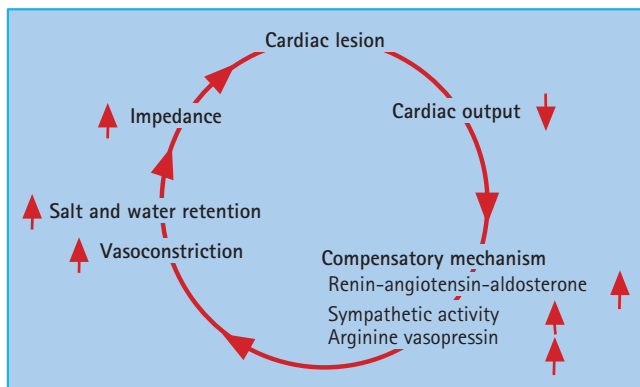 Cardiac lesion
Cardiac output
Compensatory mechanism
Renin-angiotensin-aldosterone
Sympathetic activity
Arginine vasopressin
Vasoconstriction
Salt and water retention
Impedance